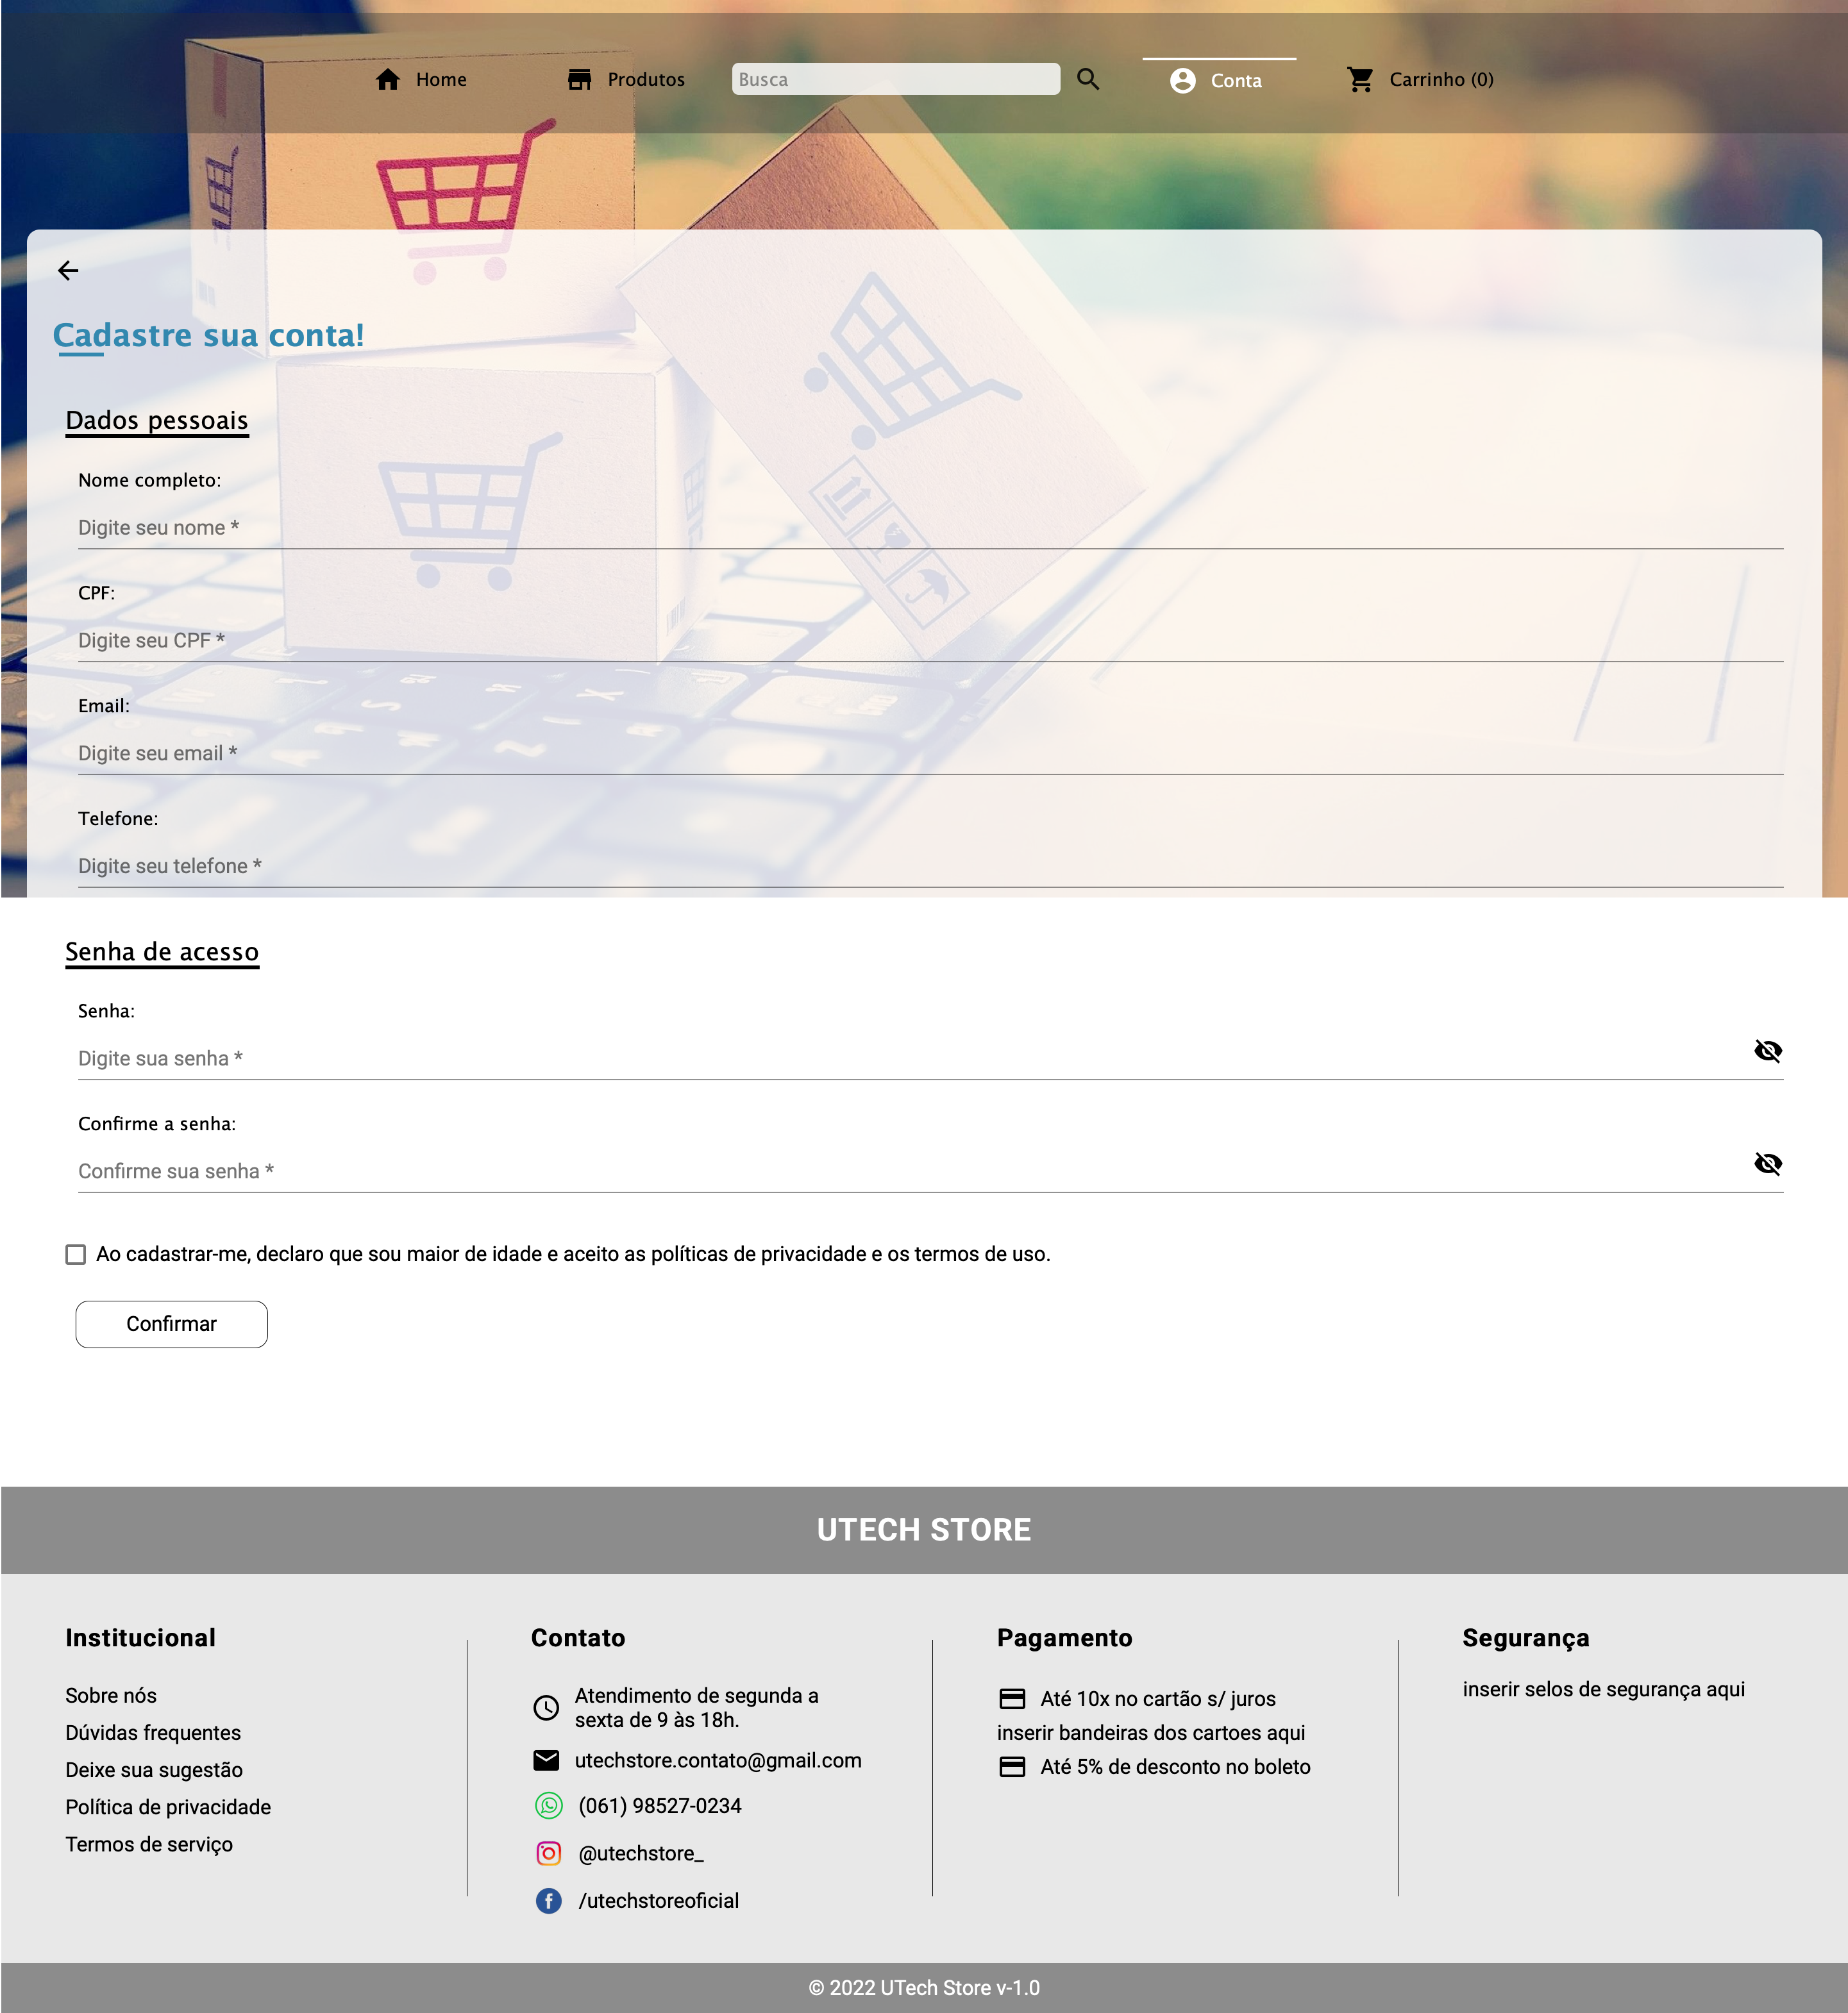 Home
Produtos
Busca
Conta
Carrinho (0)
Cadastre sua conta!
Dados pessoais
Nome completo:
Digite seu nome *
CPF:
Digite seu CPF *
Email:
Digite seu email *
Telefone:
Digite seu telefone *
Senha de acesso
Senha:
Digite sua senha *
Confirme a senha:
Confirme sua senha *
Ao cadastrar-me, declaro que sou maior de idade e aceito as políticas de privacidade e os termos de uso.
Confirmar
UTECH STORE
Institucional
Sobre nós
Dúvidas frequentes
Deixe sua sugestão
Política de privacidade
Termos de serviço
Contato
Atendimento de segunda a
sexta de 9 às 18h.
utechstore.contato@gmail.com
(061) 98527-0234
@utechstore_
/utechstoreoficial
Pagamento
Até 10x no cartão s/ juros
inserir bandeiras dos cartoes aqui
Até 5% de desconto no boleto
Segurança
inserir selos de segurança aqui
© 2022 UTech Store v-1.0